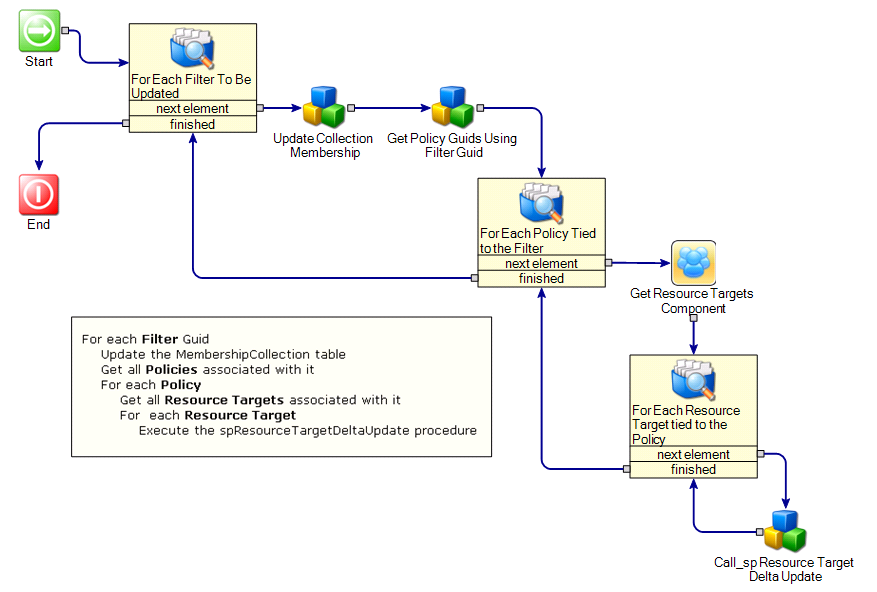 Start
For Each Filter To Be
Updated
next element
finished
Update Collection
Membership
Get Policy Guids Using
Filter Guid
End
For Each Policy Tied
to the Filter
next element
finished
Get Resource Targets
Component
For each Filter Guid
Update the MembershipCollection table
Get all Policies associated with it
For each Policy
Get all Resource Targets associated with it
For  each Resource Target
Execute the spResourceTargetDeltaUpdate procedure
For Each Resource
Target tied to the
Policy
next element
finished
Call_sp Resource Target
Delta Update